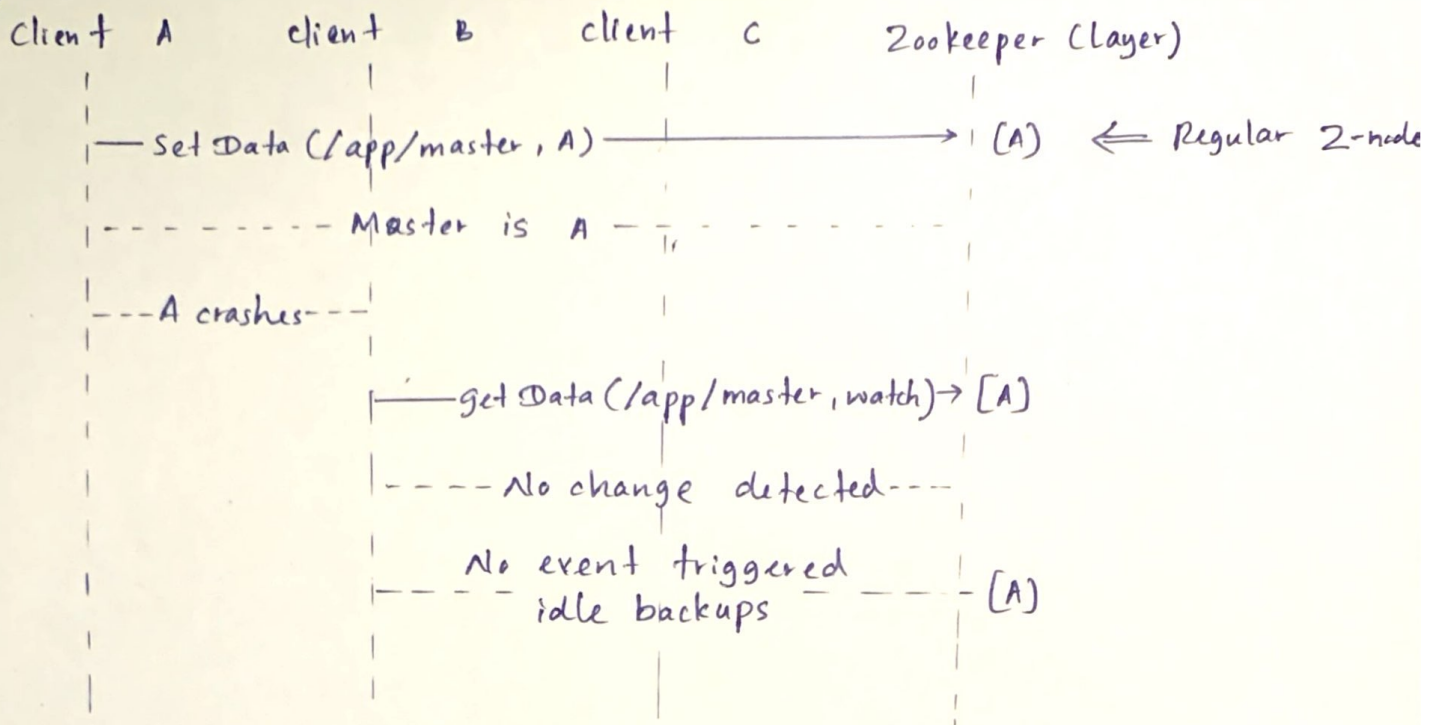 Client A client B client C Zookeeper (Layer)
Set Data (/app/master, A) [A] ⇐ Regular Z-node
Master is A
A crashes
get Data (/app/master, watch) [A]
No change detected
No event triggered
idle backups [A]